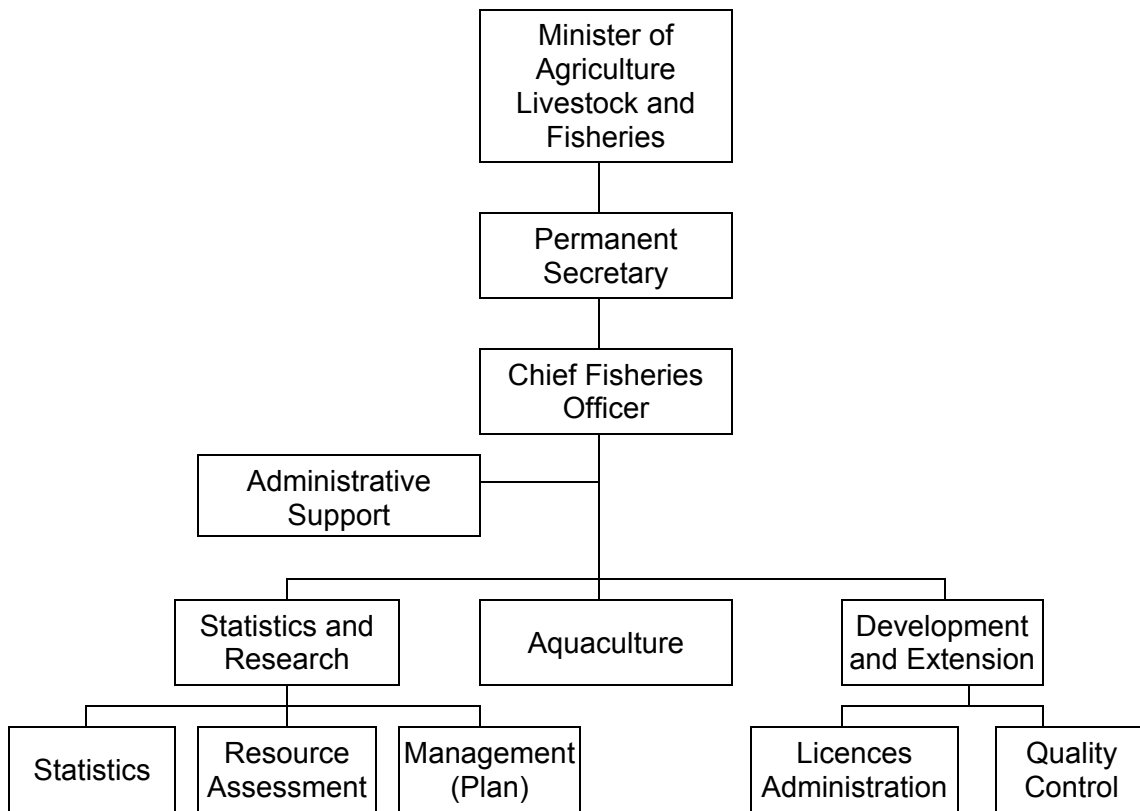 Minister of
Agriculture
Livestock and
Fisheries
Permanent
Secretary
Chief Fisheries
Officer
Administrative
Support
Statistics and
Research
Aquaculture
Development
and Extension
Statistics
Resource
Assessment
Management
(Plan)
Licences
Administration
Quality
Control